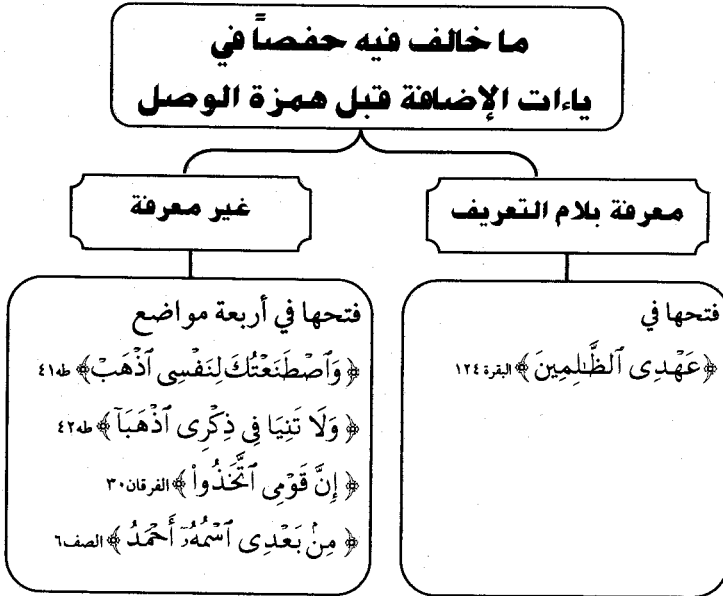 ما خالف فيه حفصاً في
ياءات الإضافة قبل همزة الوصل
معرفة بلام التعريف
فتحها في
﴿عَهْدِى ٱلظَّٰلِمِينَ﴾ البقرة ١٢٤
غير معرفة
فتحها في أربعة مواضع
﴿وَٱصْطَنَعْتُكَ لِنَفْسِى ٱذْهَبْ﴾ طه ٤١
﴿وَلَا تَنِيَا فِى ذِكْرِى ٱذْهَبَآ﴾ طه ٤٢
﴿إِنَّ قَوْمِى ٱتَّخَذُوا۟﴾ الفرقان ٣٠
﴿مِنۢ بَعْدِى ٱسْمُهُۥٓ أَحْمَدُ﴾ الصف ٦